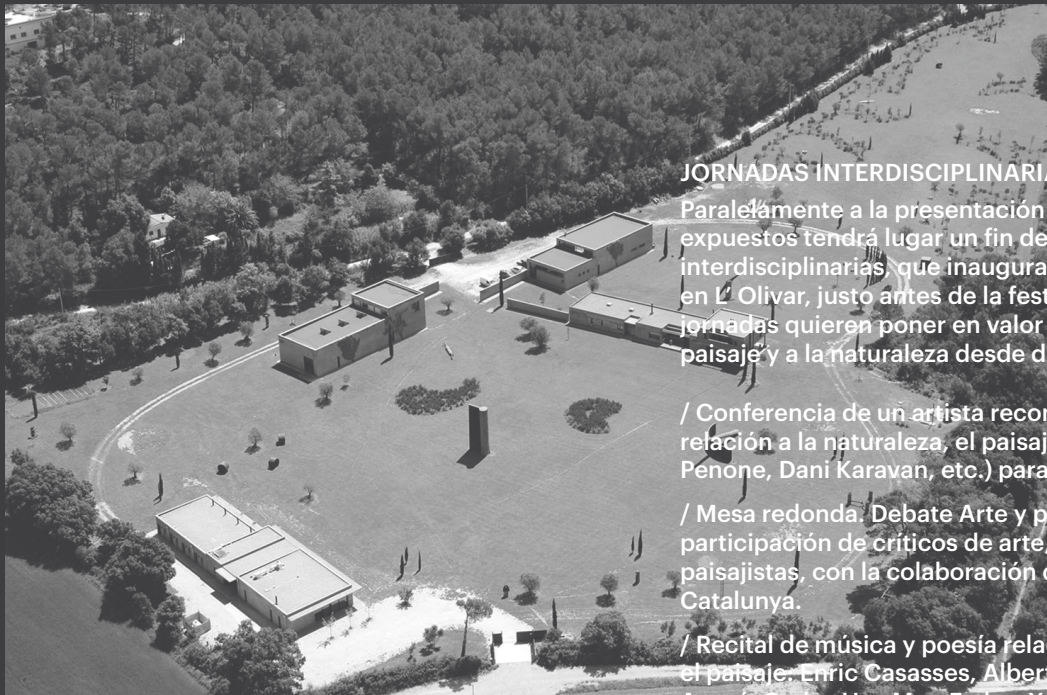 JORNADAS INTERDISCIPLINARI
Paralelamente a la presentación
expuestos tendrá lugar un fin de
interdisciplinarias, que inaugura
en L'Olivar, justo antes de la fest
jornadas quieren poner en valor
paisaje y a la naturaleza desde d
/ Conferencia de un artista recon
relación a la naturaleza, el paisaj
Penone, Dani Karavan, etc.) para
/ Mesa redonda. Debate Arte y p
participación de críticos de arte,
paisajistas, con la colaboración
Catalunya.
/ Recital de música y poesía rela
el paisaje. Enric Casasses, Albert